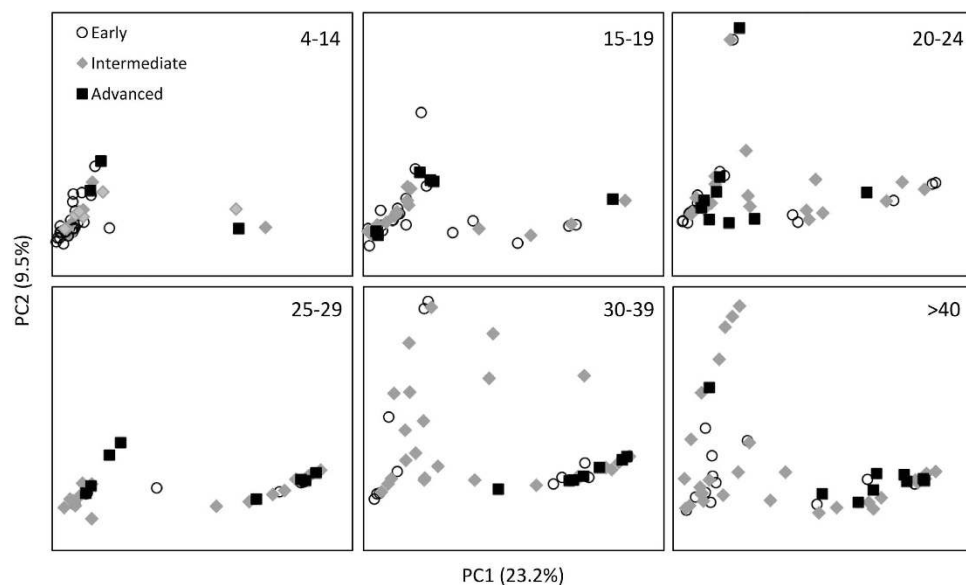 Early
Intermediate
Advanced
4-14
15-19
20-24
25-29
30-39
>40
PC2 (9.5%)
PC1 (23.2%)